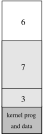 6
7
3
kernel prog
and data